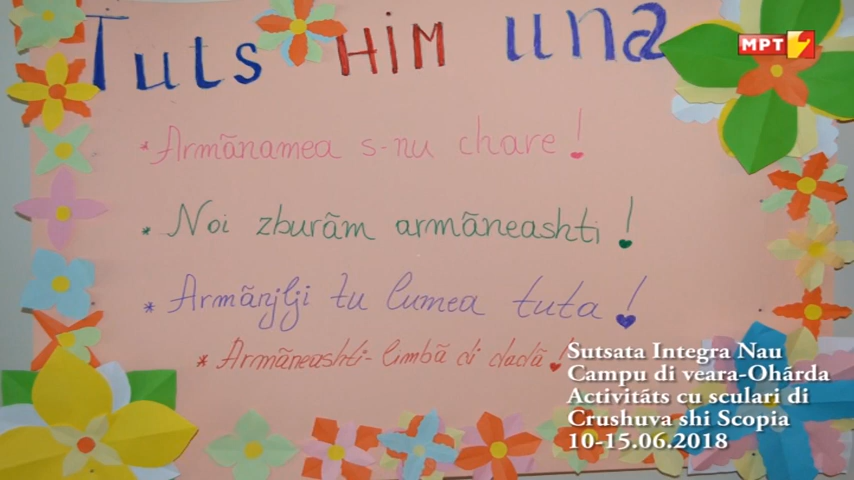 Tuts HIM una
МРТ 2
* Armãnamea s-nu chare!
* Noi zburãm armãneashti!
* Armãnjlji tu lumea tuta!
* Armãneashti-limbã di dadã!
Sutsata Integra Nau
Campu di veara-Ohãrda
Activitãts cu sculari di
Crushuva shi Scopia
10-15.06.2018